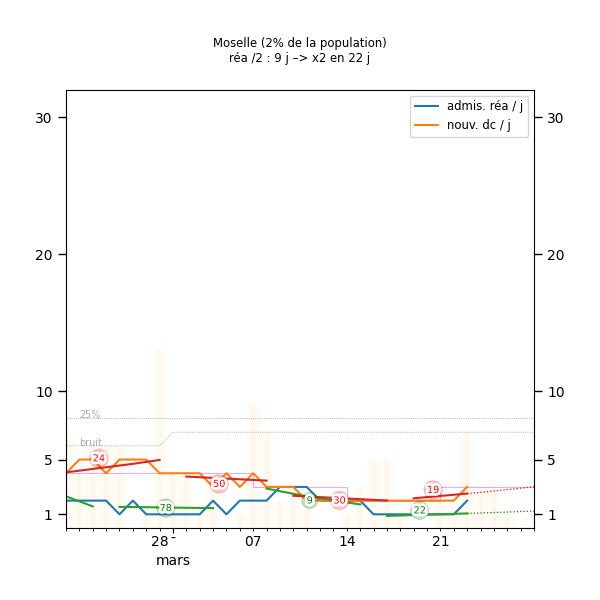 Moselle (2% de la population)
réa /2 : 9 j –> x2 en 22 j
admis. réa / j
nouv. dc / j
30 30
20 20
10 10
25%
bruit
5 5
24
50
78
9
30
19
22
1 1
28 - 07 14 21
mars